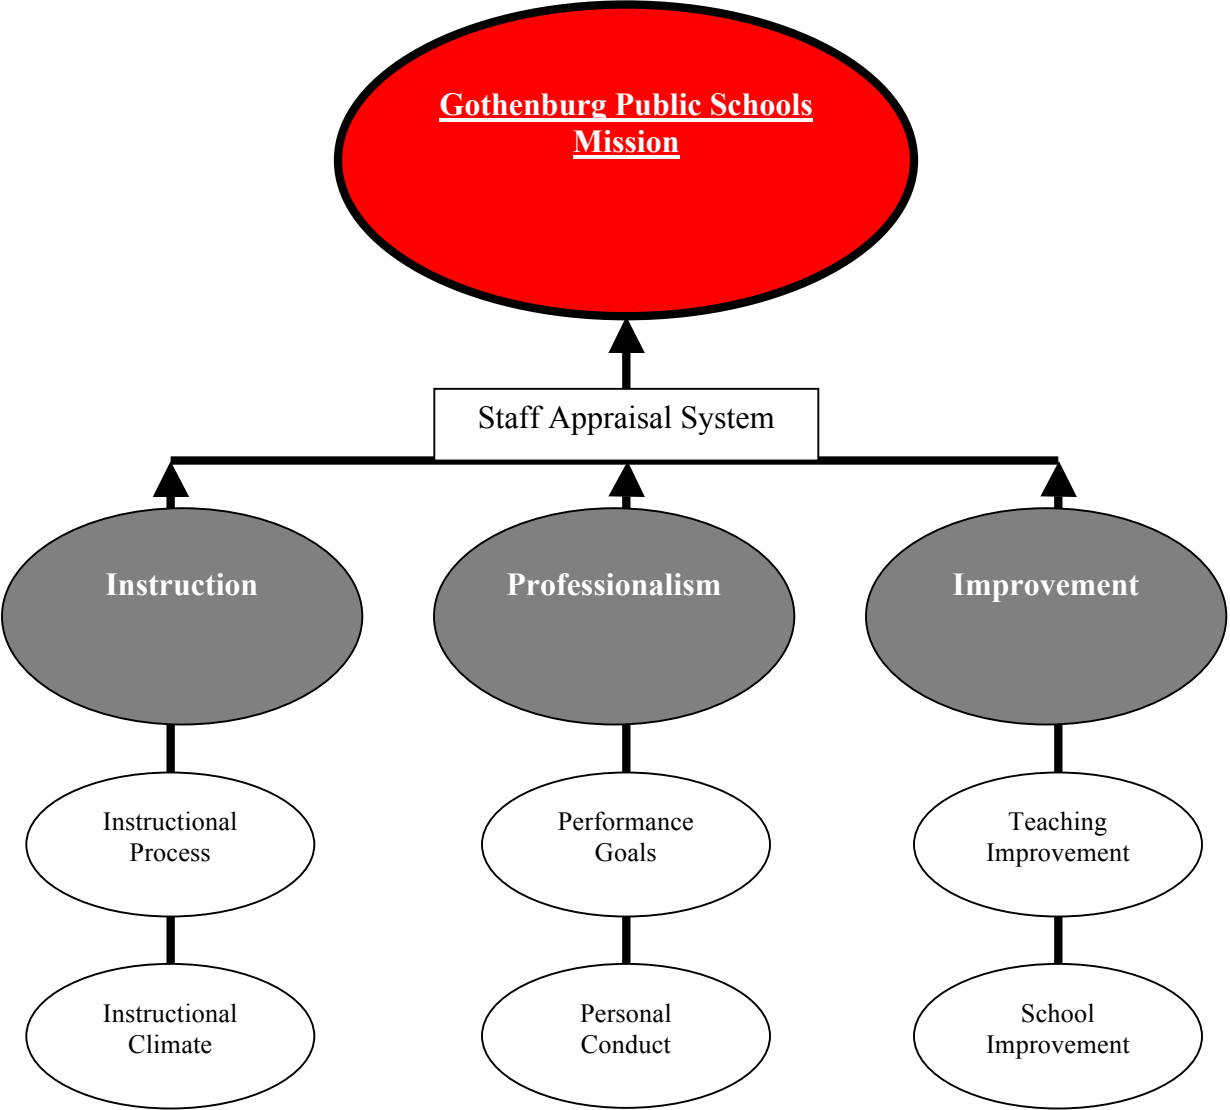 Gothenburg Public Schools
Mission
Staff Appraisal System
Instruction
Professionalism
Improvement
Instructional
Process
Performance
Goals
Teaching
Improvement
Instructional
Climate
Personal
Conduct
School
Improvement